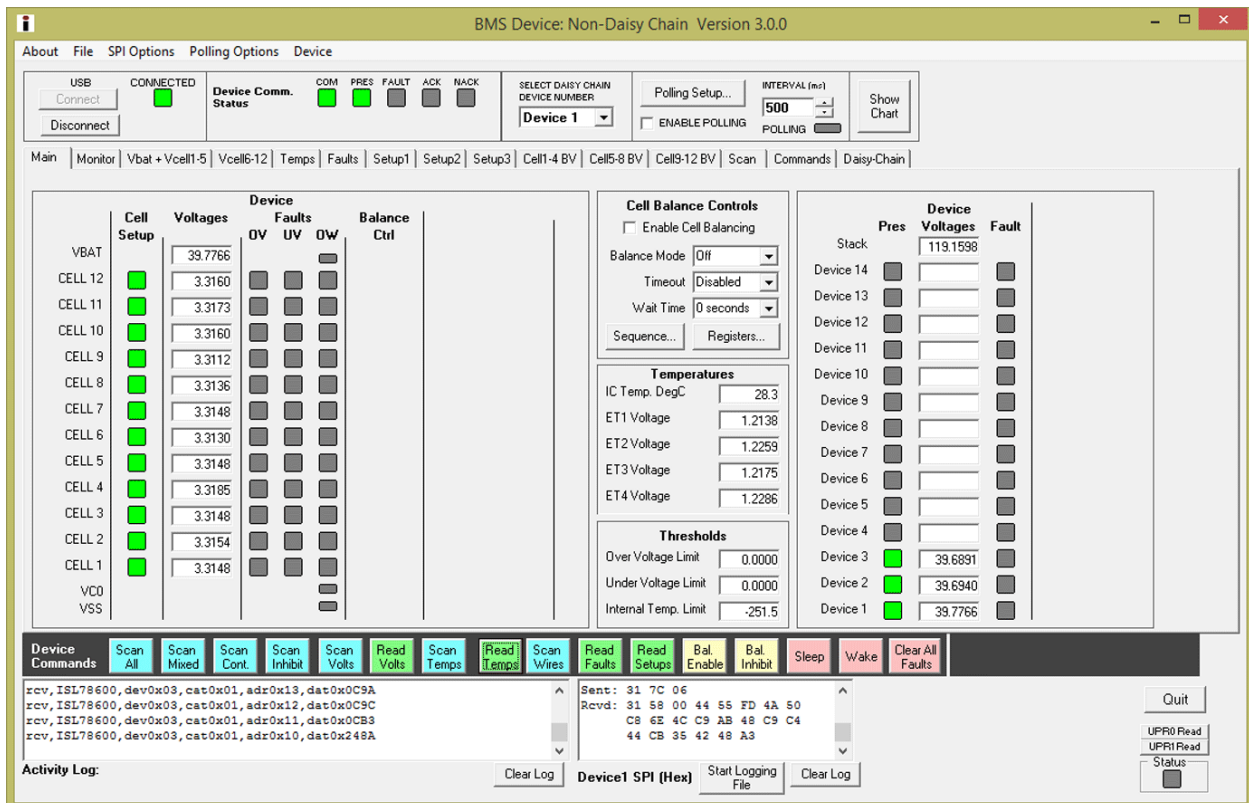 BMS Device: Non-Daisy Chain Version 3.0.0
About File SPI Options Polling Options Device
USB
Connect
Disconnect
CONNECTED
Device Comm.
Status
COM PRES FAULT ACK NACK
SELECT DAISY CHAIN
DEVICE NUMBER
Device 1
Polling Setup...
ENABLE POLLING
INTERVAL (ms)
500
POLLING
Show
Chart
Main Monitor Vbat + Vcell1-5 Vcell6-12 Temps Faults Setup1 Setup2 Setup3 Cell1-4 BV Cell5-8 BV Cell9-12 BV Scan Commands Daisy-Chain
Device
Cell
Setup
Voltages
Faults
OV UV OW
Balance
Ctrl
VBAT 39.7766
CELL 12 3.3160
CELL 11 3.3173
CELL 10 3.3160
CELL 9 3.3112
CELL 8 3.3136
CELL 7 3.3148
CELL 6 3.3130
CELL 5 3.3148
CELL 4 3.3185
CELL 3 3.3148
CELL 2 3.3154
CELL 1 3.3148
VC0
VSS
Cell Balance Controls
Enable Cell Balancing
Balance Mode Off
Timeout Disabled
Wait Time 0 seconds
Sequence... Registers...
Temperatures
IC Temp. DegC 28.3
ET1 Voltage 1.2138
ET2 Voltage 1.2259
ET3 Voltage 1.2175
ET4 Voltage 1.2286
Thresholds
Over Voltage Limit 0.0000
Under Voltage Limit 0.0000
Internal Temp. Limit -251.5
Pres
Device
Voltages
Fault
Stack 119.1598
Device 14
Device 13
Device 12
Device 11
Device 10
Device 9
Device 8
Device 7
Device 6
Device 5
Device 4
Device 3 39.6891
Device 2 39.6940
Device 1 39.7766
Device
Commands
Scan
All
Scan
Mixed
Scan
Cont.
Scan
Inhibit
Scan
Volts
Read
Volts
Scan
Temps
Read
Temps
Scan
Wires
Read
Faults
Read
Setups
Bal.
Enable
Bal.
Inhibit
Sleep
Wake
Clear All
Faults
rcv,ISL78600,dev0x03,cat0x01,adr0x13,dat0x0C9A
rcv,ISL78600,dev0x03,cat0x01,adr0x12,dat0x0C9C
rcv,ISL78600,dev0x03,cat0x01,adr0x11,dat0x0CB3
rcv,ISL78600,dev0x03,cat0x01,adr0x10,dat0x248A
Activity Log:
Clear Log
Sent: 31 7C 06
Rcvd: 31 58 00 44 55 FD 4A 50
C8 6E 4C C9 AB 48 C9 C4
44 CB 35 42 48 A3
Device1 SPI (Hex)
Start Logging
File
Clear Log
Quit
UPR0 Read
UPR1 Read
Status